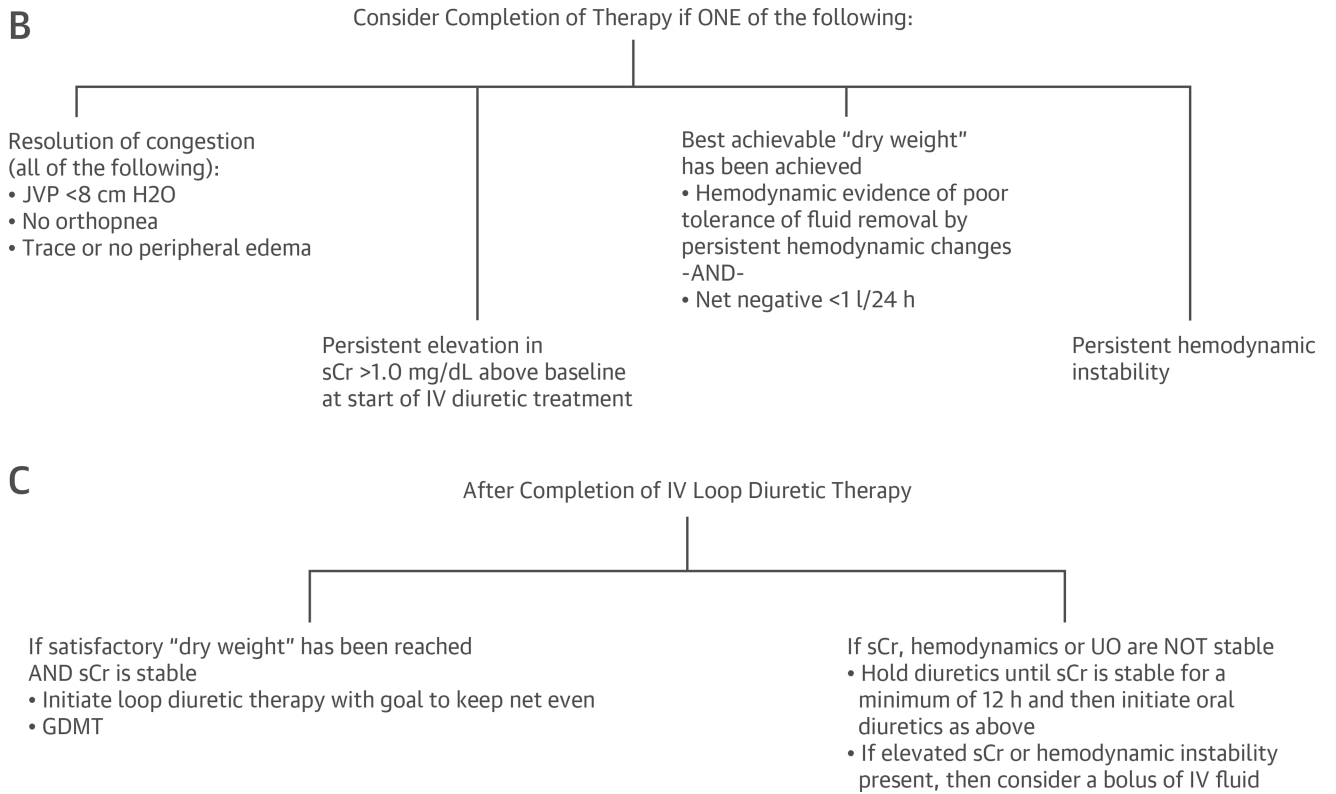 B
Consider Completion of Therapy if ONE of the following:
Resolution of congestion
(all of the following):
• JVP <8 cm H2O
• No orthopnea
• Trace or no peripheral edema
Persistent elevation in
sCr >1.0 mg/dL above baseline
at start of IV diuretic treatment
Best achievable “dry weight”
has been achieved
• Hemodynamic evidence of poor
tolerance of fluid removal by
persistent hemodynamic changes
-AND-
• Net negative <1 l/24 h
Persistent hemodynamic
instability
C
After Completion of IV Loop Diuretic Therapy
If satisfactory “dry weight” has been reached
AND sCr is stable
• Initiate loop diuretic therapy with goal to keep net even
• GDMT
If sCr, hemodynamics or UO are NOT stable
• Hold diuretics until sCr is stable for a
minimum of 12 h and then initiate oral
diuretics as above
• If elevated sCr or hemodynamic instability
present, then consider a bolus of IV fluid